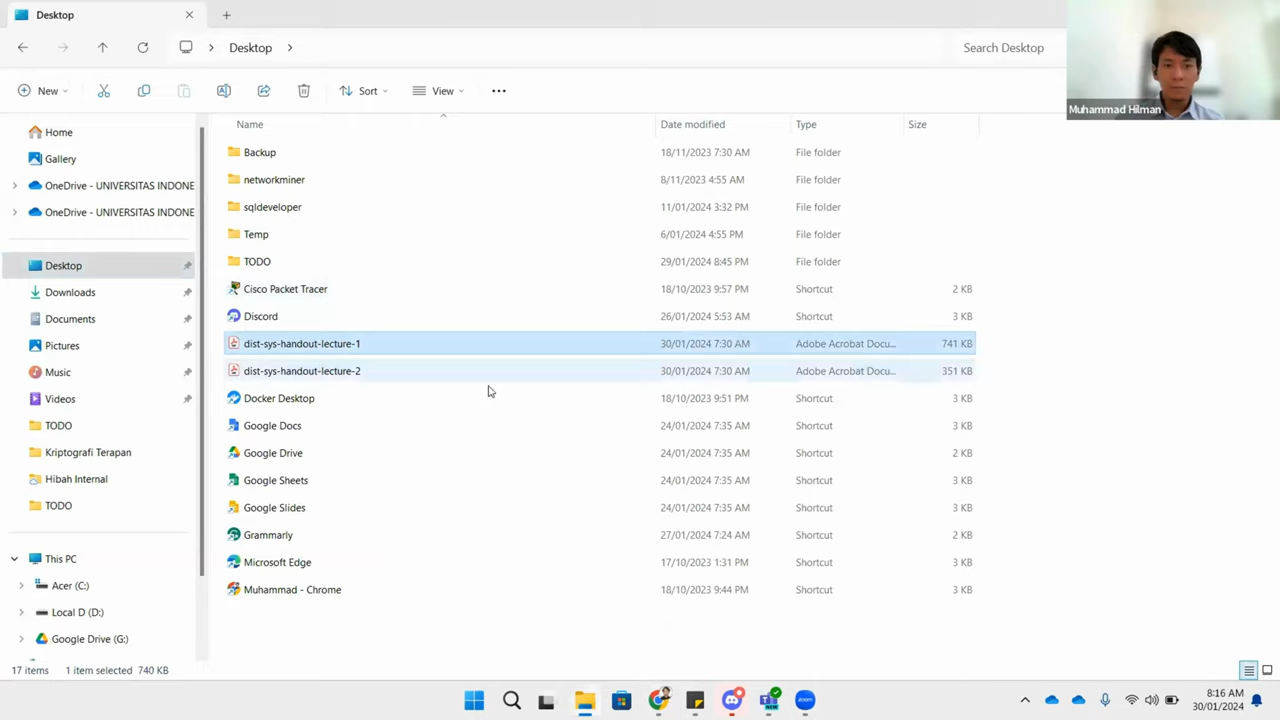 Desktop
Desktop
Search Desktop
New
Sort
View
Muhammad Hilman
Name Date modified Type Size
Home
Gallery
OneDrive - UNIVERSITAS INDONE
OneDrive - UNIVERSITAS INDONE
Desktop
Downloads
Documents
Pictures
Music
Videos
TODO
Kriptografi Terapan
Hibah Internal
TODO
This PC
Acer (C:)
Local D (D:)
Google Drive (G:)
Backup 18/11/2023 7:30 AM File folder
networkminer 8/11/2023 4:55 AM File folder
sqldeveloper 11/01/2024 3:32 PM File folder
Temp 6/01/2024 4:55 PM File folder
TODO 29/01/2024 8:45 PM File folder
Cisco Packet Tracer 18/10/2023 9:57 PM Shortcut 2 KB
Discord 26/01/2024 5:53 AM Shortcut 3 KB
dist-sys-handout-lecture-1 30/01/2024 7:30 AM Adobe Acrobat Docu... 741 KB
dist-sys-handout-lecture-2 30/01/2024 7:30 AM Adobe Acrobat Docu... 351 KB
Docker Desktop 18/10/2023 9:51 PM Shortcut 3 KB
Google Docs 24/01/2024 7:35 AM Shortcut 3 KB
Google Drive 24/01/2024 7:35 AM Shortcut 2 KB
Google Sheets 24/01/2024 7:35 AM Shortcut 3 KB
Google Slides 24/01/2024 7:35 AM Shortcut 3 KB
Grammarly 27/01/2024 7:24 AM Shortcut 2 KB
Microsoft Edge 17/10/2023 1:31 PM Shortcut 3 KB
Muhammad - Chrome 18/10/2023 9:44 PM Shortcut 3 KB
17 items 1 item selected 740 KB
NEW
8:16 AM
30/01/2024